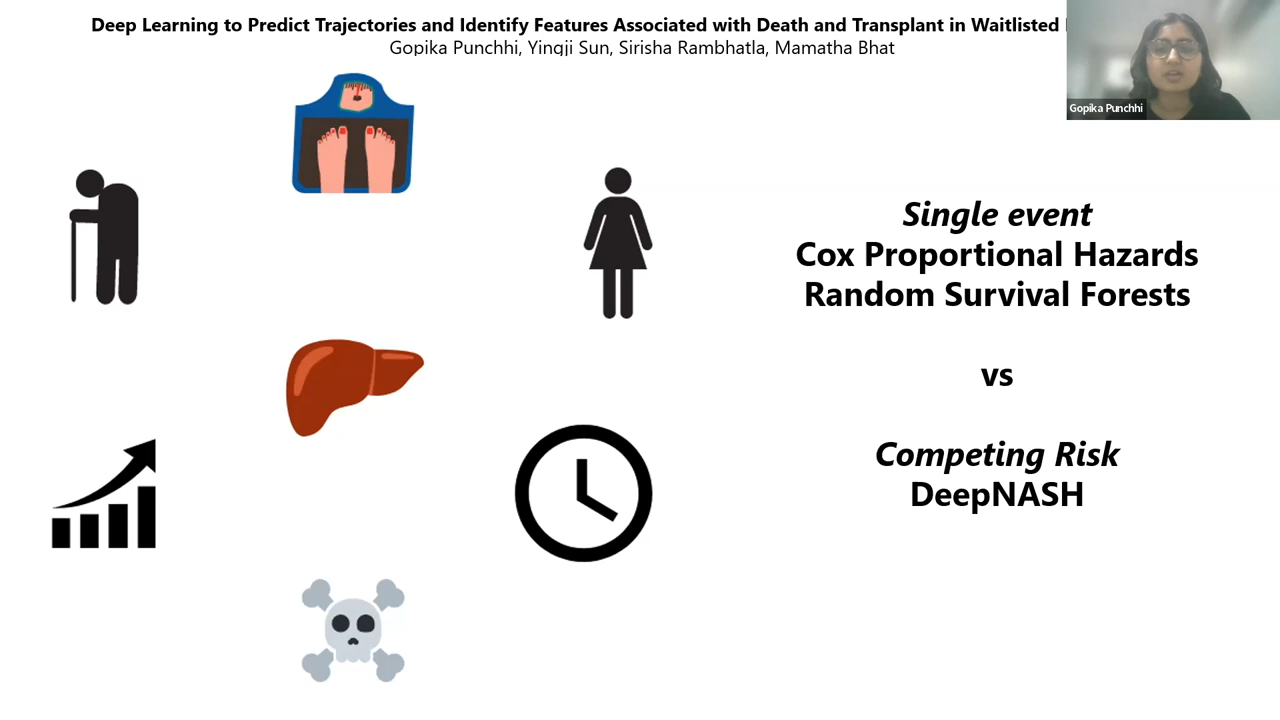 Deep Learning to Predict Trajectories and Identify Features Associated with Death and Transplant in Waitlisted
Gopika Punchhi, Yingji Sun, Sirisha Rambhatla, Mamatha Bhat
Gopika Punchhi
Single event
Cox Proportional Hazards
Random Survival Forests
vs
Competing Risk
DeepNASH